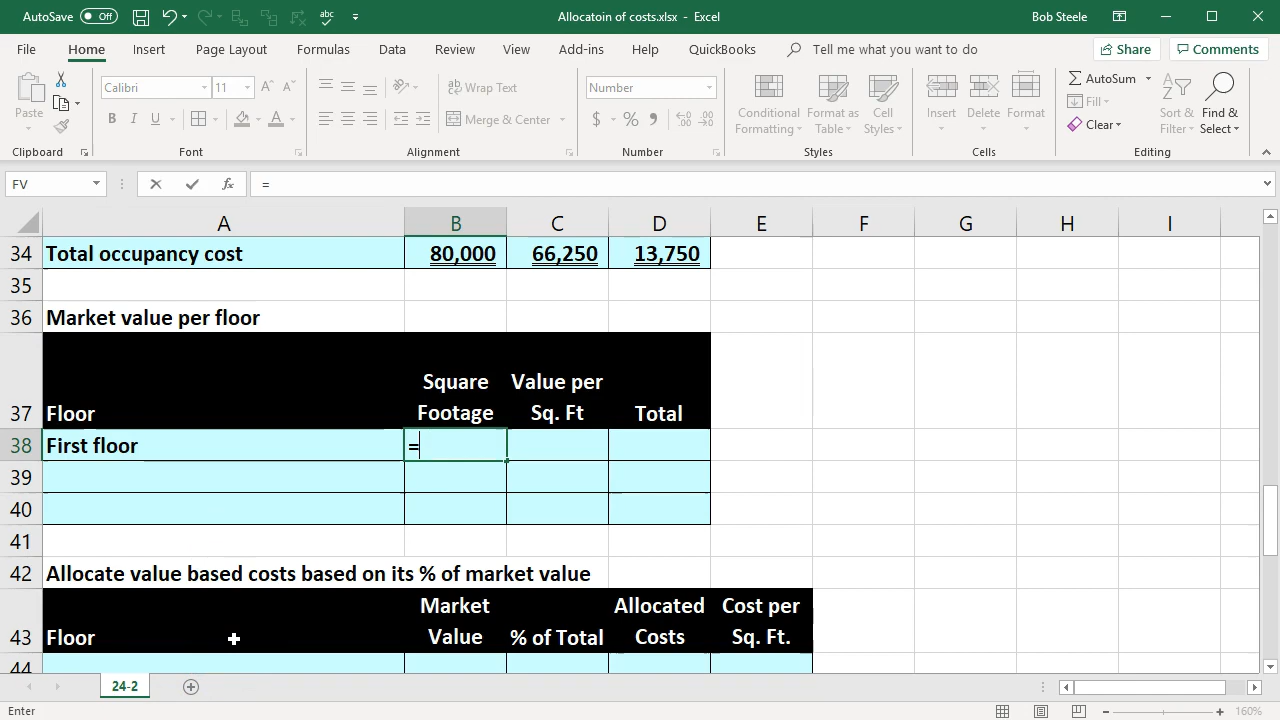 AutoSave Off abc Allocatoin of costs.xlsx - Excel Bob Steele
File Home Insert Page Layout Formulas Data Review View Add-ins Help QuickBooks Tell me what you want to do Share Comments
Paste Calibri 11 A A Wrap Text Number Conditional Formatting Format as Table Cell Styles Insert Delete Format AutoSum Sort & Filter Find & Select
B I U A Merge & Center $ % Fill
Clear
Clipboard Font Alignment Number Styles Cells Editing
FV fx =
A B C D E F G H I
34 Total occupancy cost 80,000 66,250 13,750
35
36 Market value per floor
37 Floor Square Footage Value per Sq. Ft Total
38 First floor =
39
40
41
42 Allocate value based costs based on its % of market value
43 Floor Market Value % of Total Allocated Costs Cost per Sq. Ft.
44
24-2
Enter 160%